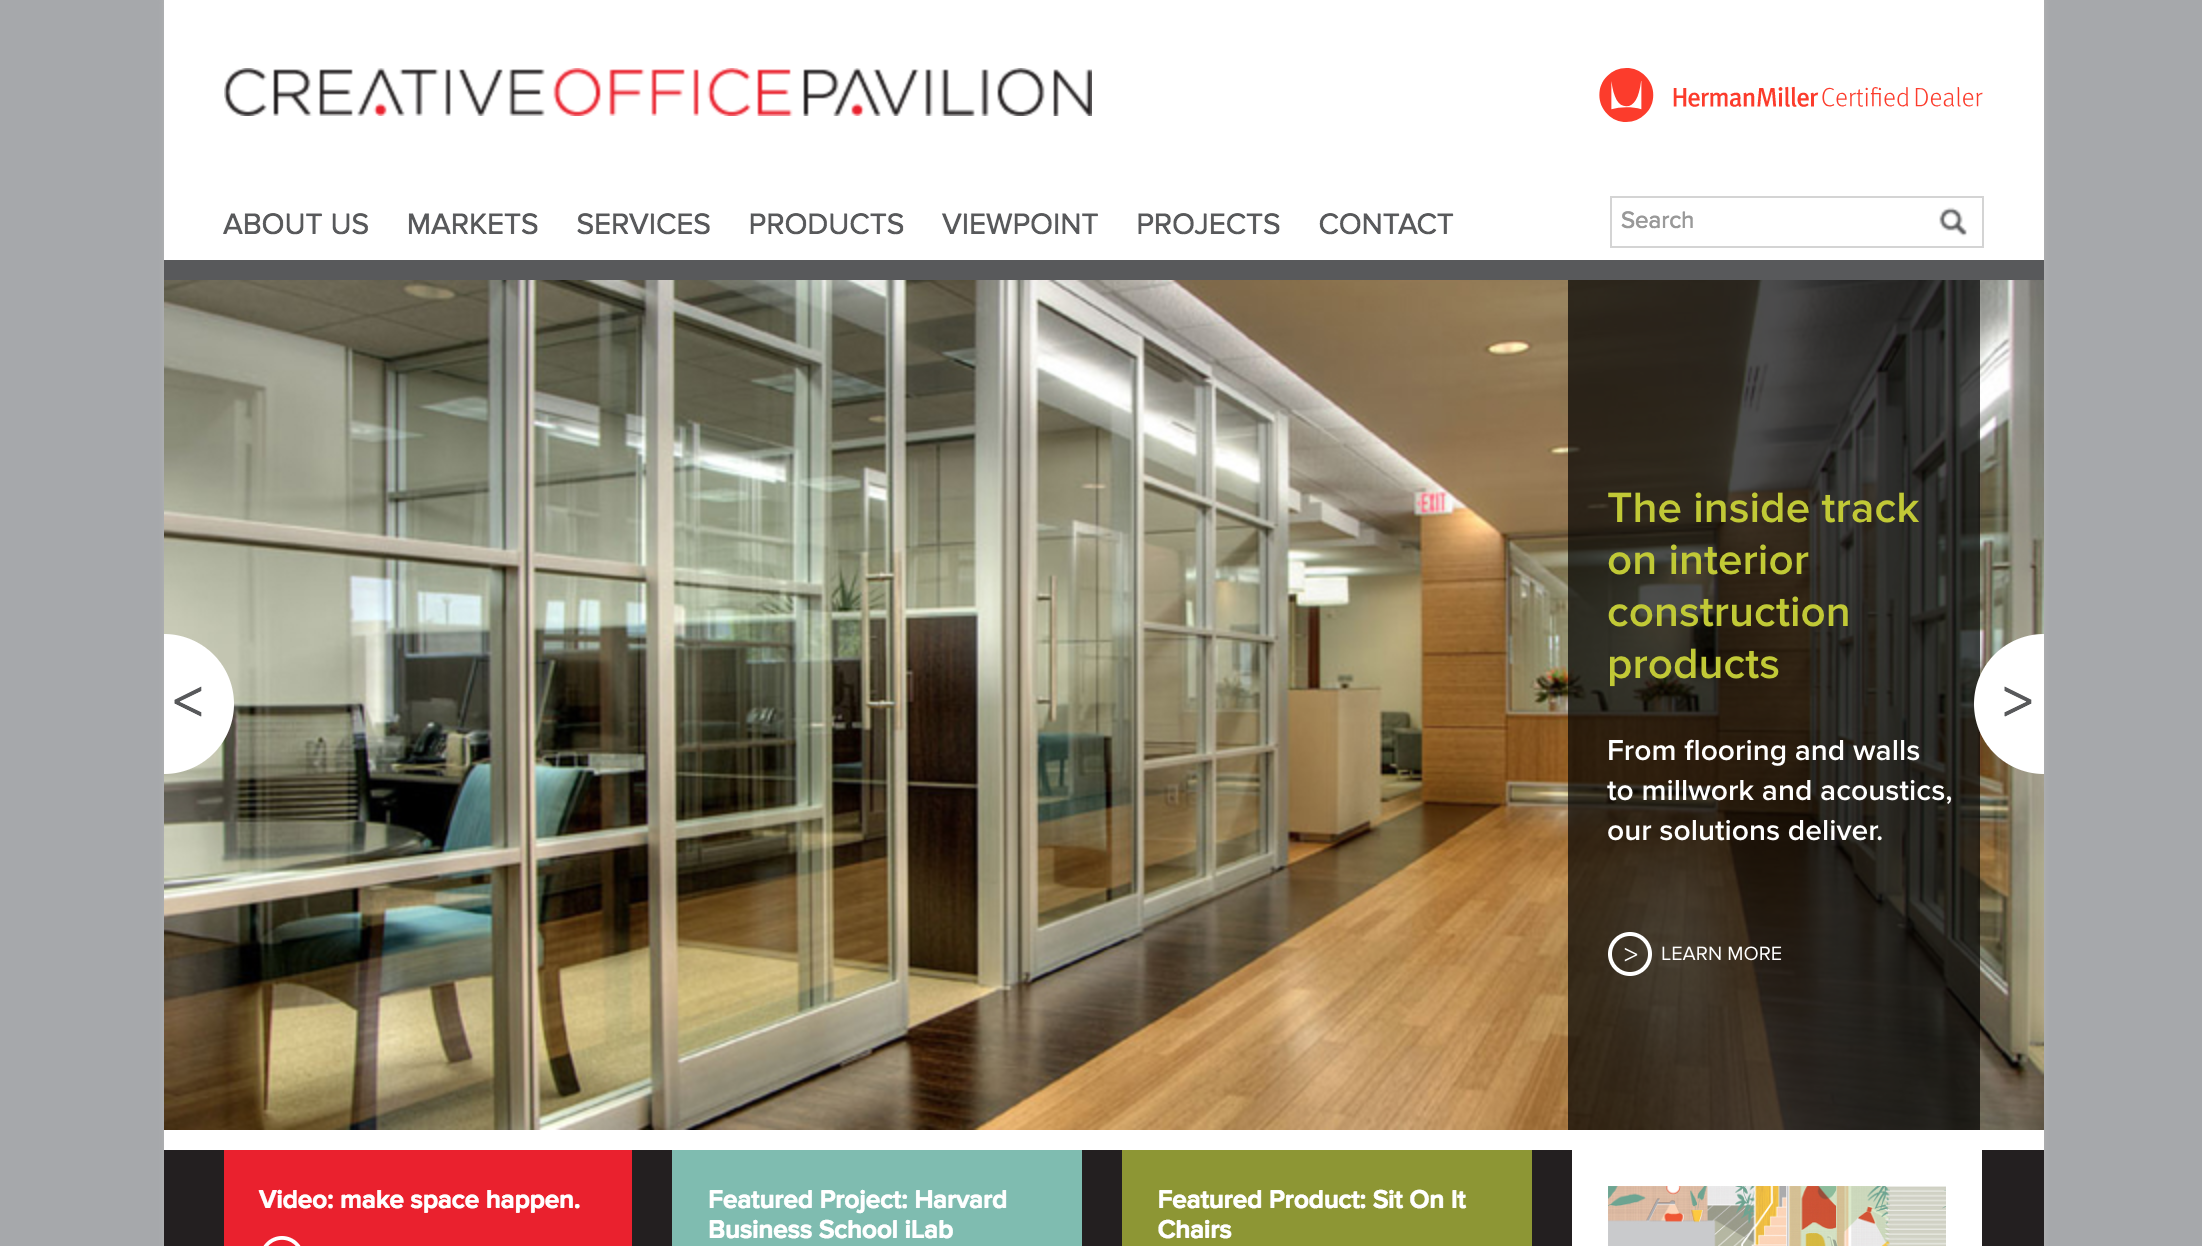 CREATIVEOFFICEPAVILION
HermanMiller Certified Dealer
ABOUT US MARKETS SERVICES PRODUCTS VIEWPOINT PROJECTS CONTACT
Search
EXIT
The inside track
on interior
construction
products
From flooring and walls
to millwork and acoustics,
our solutions deliver.
<
>
> LEARN MORE
Video: make space happen.
Featured Project: Harvard
Business School iLab
Featured Product: Sit On It
Chairs